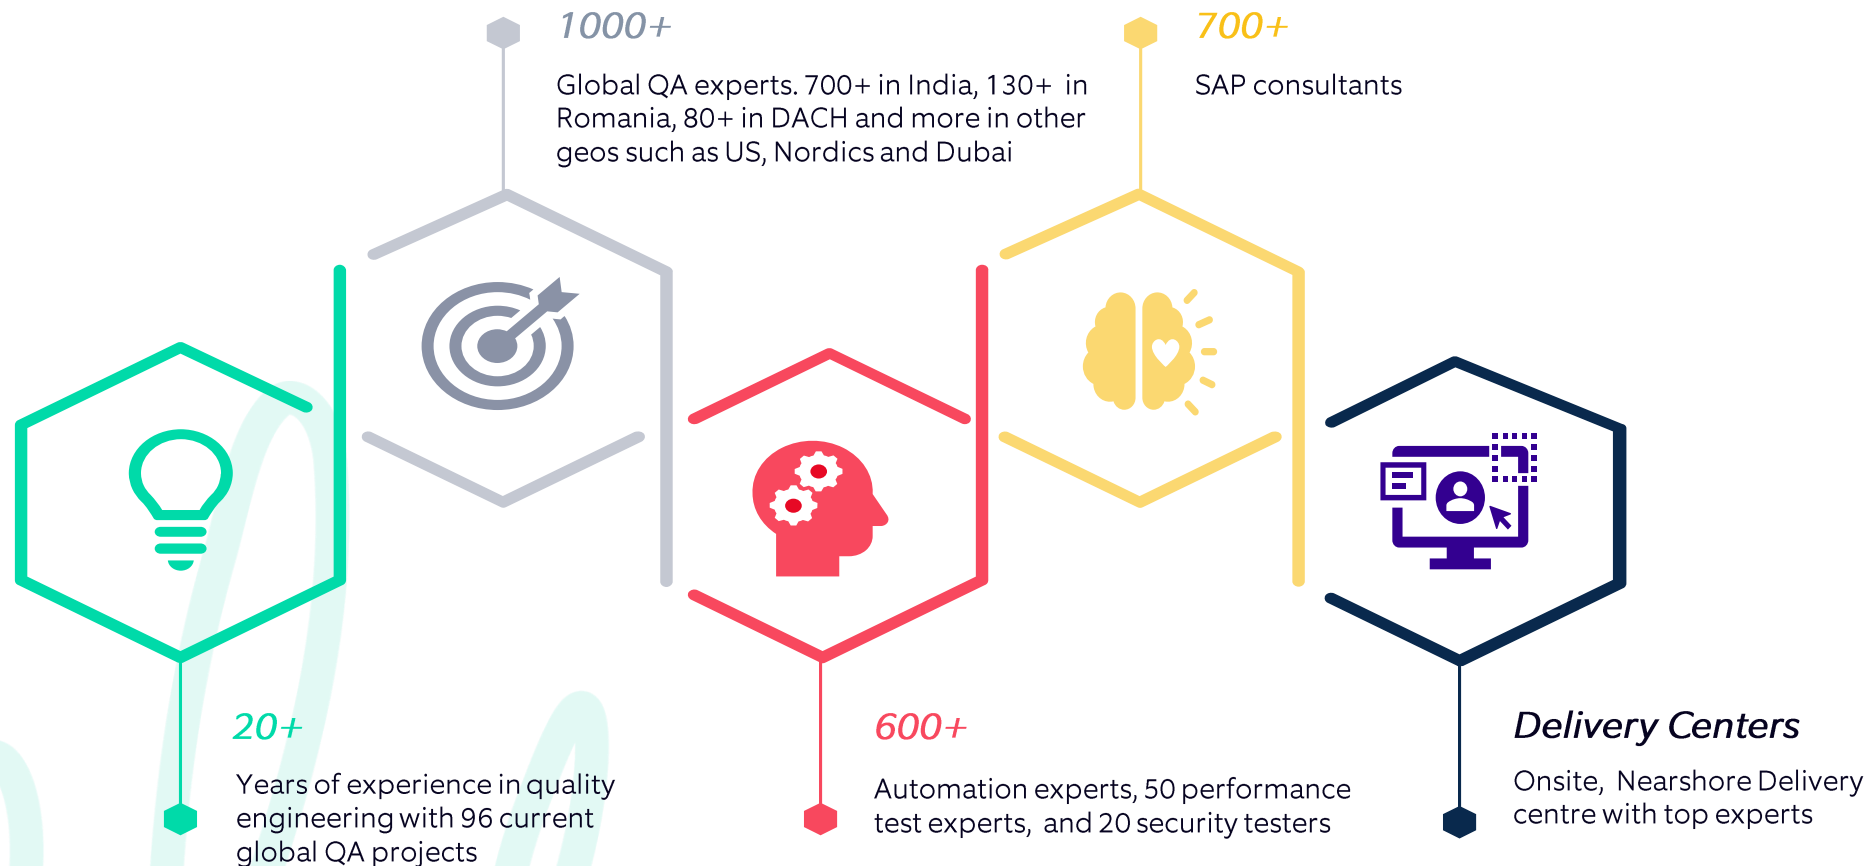 1000+
Global QA experts. 700+ in India, 130+ in
Romania, 80+ in DACH and more in other
geos such as US, Nordics and Dubai
700+
SAP consultants
20+
Years of experience in quality
engineering with 96 current
global QA projects
600+
Automation experts, 50 performance
test experts, and 20 security testers
Delivery Centers
Onsite, Nearshore Delivery
centre with top experts